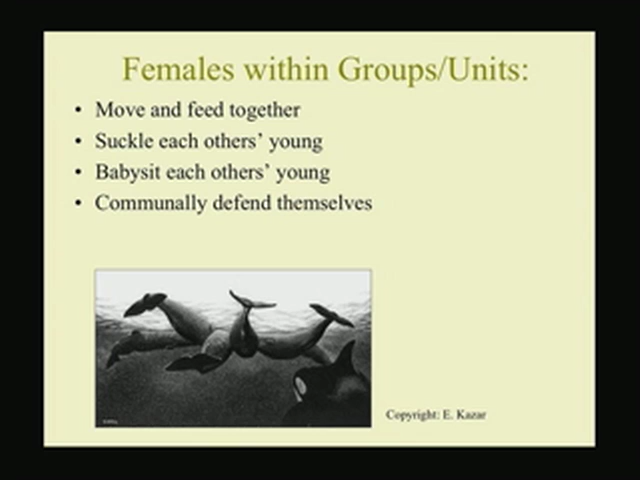 Females within Groups/Units:
• Move and feed together
• Suckle each others’ young
• Babysit each others’ young
• Communally defend themselves
Copyright: E. Kazar